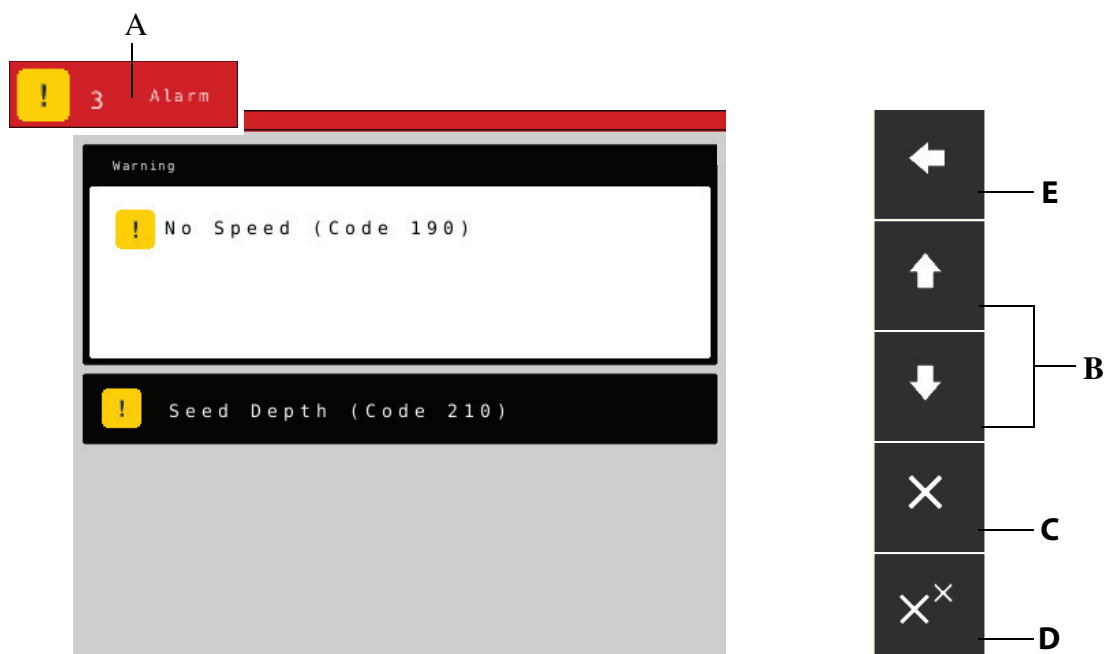 A
! 3 Alarm
Warning
! No Speed (Code 190)
! Seed Depth (Code 210)
E
B
C
D